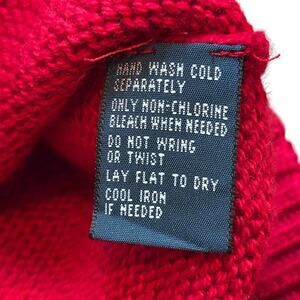 HAND WASH COLD
SEPARATELY
ONLY NON-CHLORINE
BLEACH WHEN NEEDED
DO NOT WRING
OR TWIST
LAY FLAT TO DRY
COOL IRON
IF NEEDED